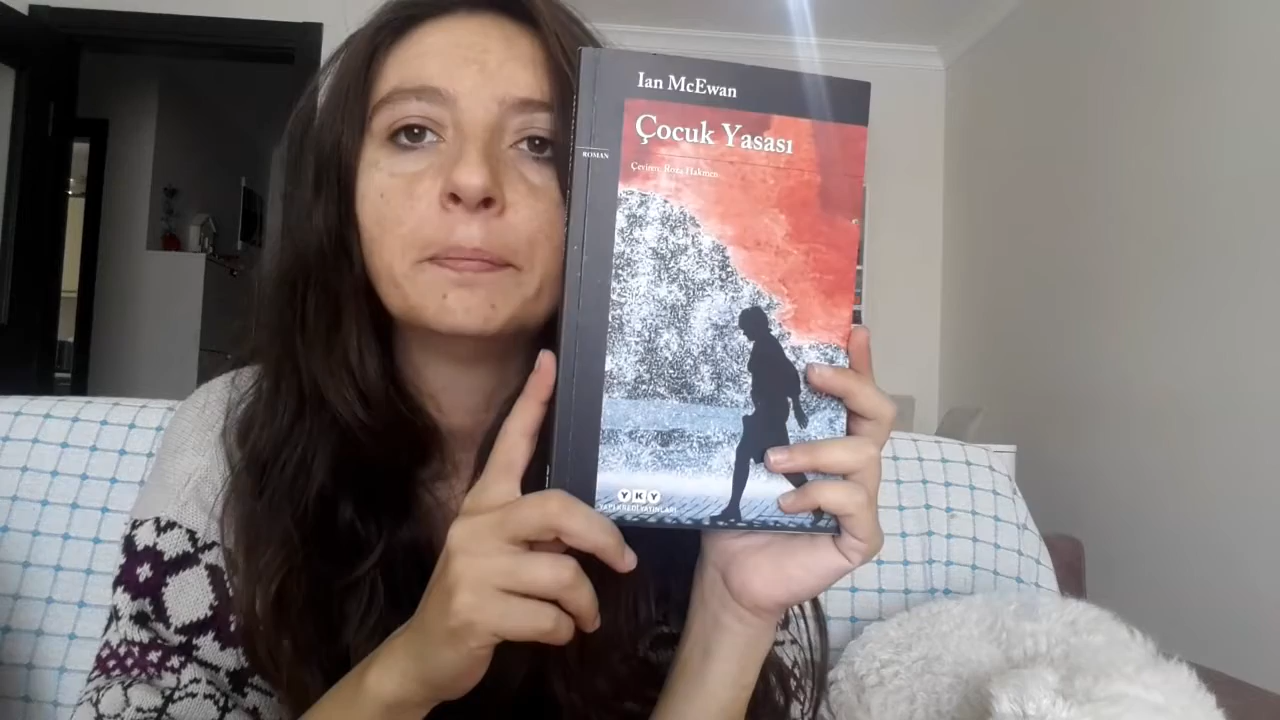 Ian McEwan
Çocuk Yasası
ROMAN
Çeviren: Roza Hakmen
YKY
YAPI KREDİ YAYINLARI